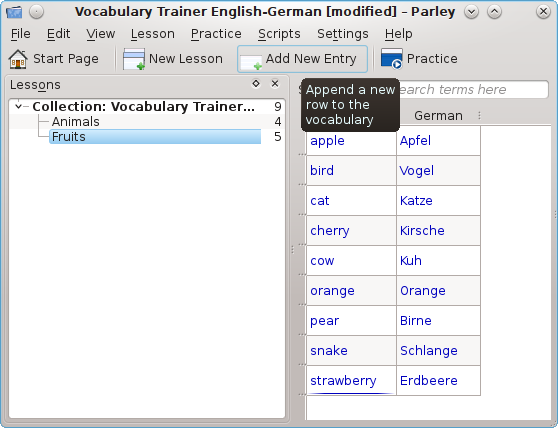 Vocabulary Trainer English-German [modified] – Parley
File Edit View Lesson Practice Scripts Settings Help
Start Page New Lesson Add New Entry Practice
Lessons
Collection: Vocabulary Trainer... 9
Animals 4
Fruits 5
Append a new
row to the
vocabulary
search terms here
German
apple Apfel
bird Vogel
cat Katze
cherry Kirsche
cow Kuh
orange Orange
pear Birne
snake Schlange
strawberry Erdbeere